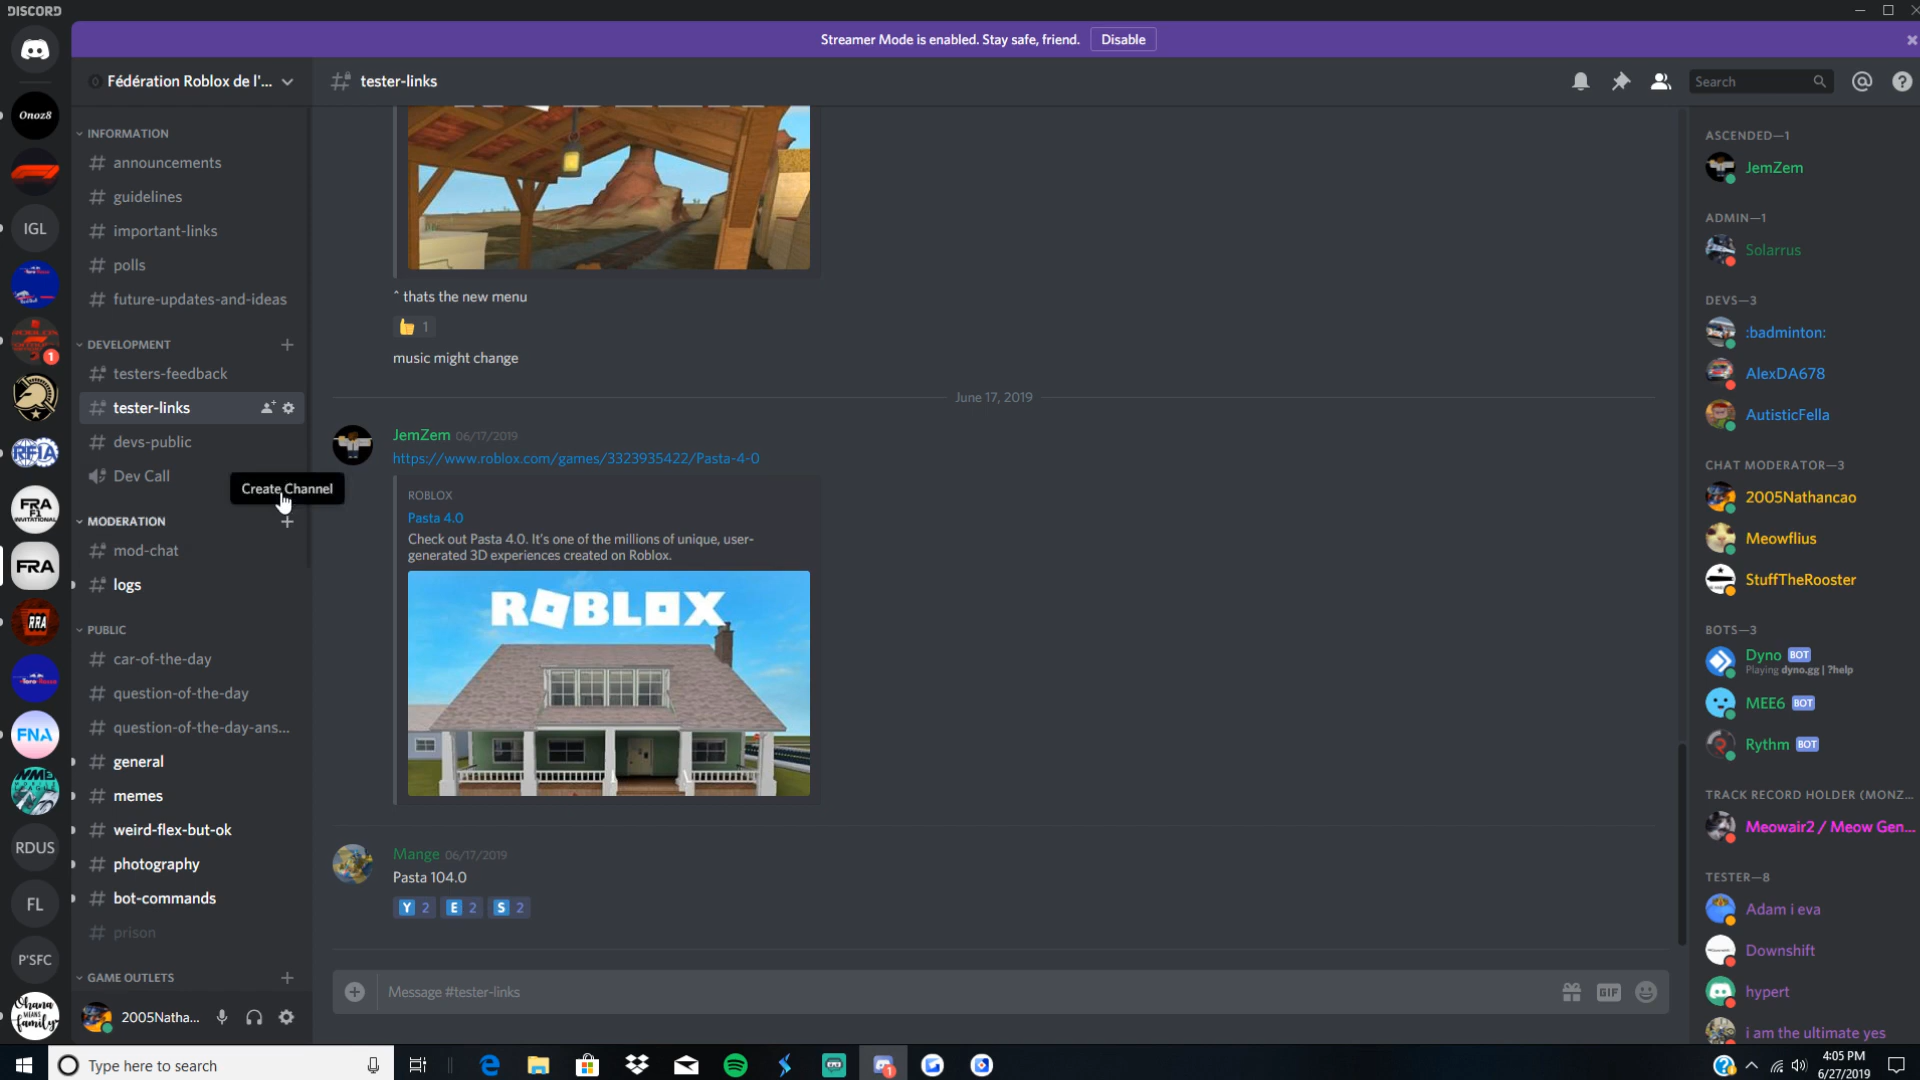 DISCORD
Streamer Mode is enabled. Stay safe, friend. Disable
Fédération Roblox de l'...
tester-links
Search
Onoz8
IGL
1
RFIA
FRA
F1
INVITATIONAL
FRA
RRA
FNA
RDUS
FL
P'SFC
Ohana
MEANS
family
INFORMATION
announcements
guidelines
important-links
polls
future-updates-and-ideas
DEVELOPMENT
testers-feedback
tester-links
devs-public
Dev Call
Create Channel
MODERATION
mod-chat
logs
PUBLIC
car-of-the-day
question-of-the-day
question-of-the-day-ans...
general
memes
weird-flex-but-ok
photography
bot-commands
prison
GAME OUTLETS
2005Natha...
^ thats the new menu
1
music might change
June 17, 2019
JemZem 06/17/2019
https://www.roblox.com/games/3323935422/Pasta-4-0
ROBLOX
Pasta 4.0
Check out Pasta 4.0. It's one of the millions of unique, user-
generated 3D experiences created on Roblox.
ROBLOX
Mange 06/17/2019
Pasta 104.0
Y 2 E 2 S 2
Message #tester-links
GIF
ASCENDED—1
JemZem
ADMIN—1
Solarrus
DEVS—3
:badminton:
AlexDA678
AutisticFella
CHAT MODERATOR—3
2005Nathancao
Meowflius
StuffTheRooster
BOTS—3
Dyno BOT
Playing dyno.gg | ?help
MEE6 BOT
Rythm BOT
TRACK RECORD HOLDER (MONZ...
Meowair2 / Meow Gen...
TESTER—8
Adam i eva
Downshift
hypert
i am the ultimate yes
Type here to search
1
4:05 PM
6/27/2019